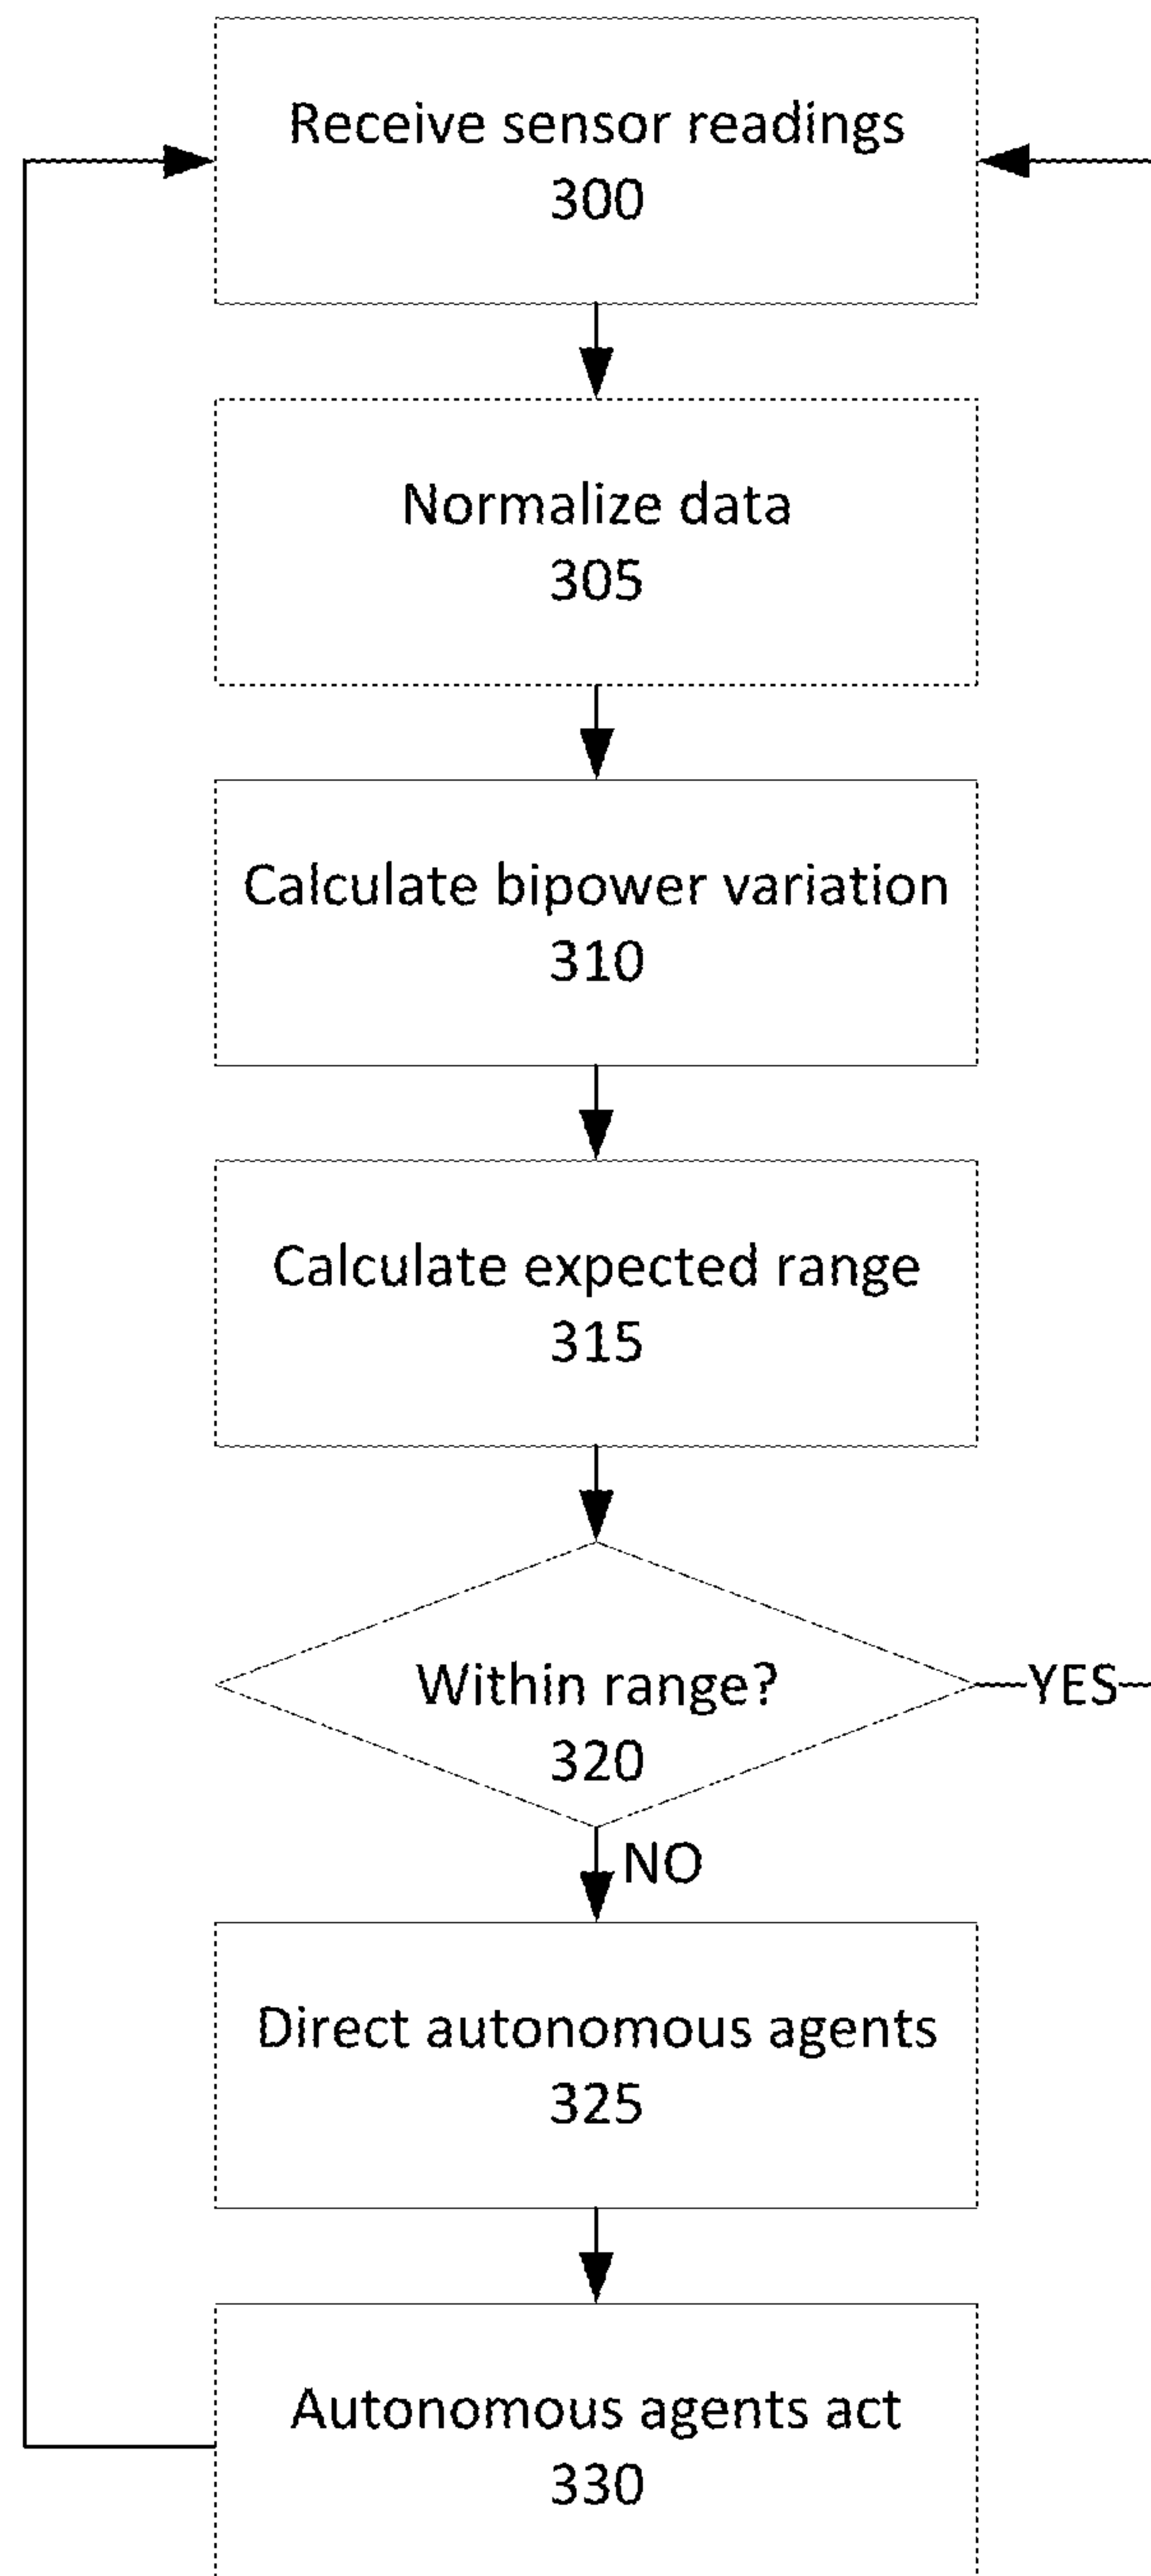 Receive sensor readings
300
Normalize data
305
Calculate bipower variation
310
Calculate expected range
315
Within range?
320
YES
NO
Direct autonomous agents
325
Autonomous agents act
330